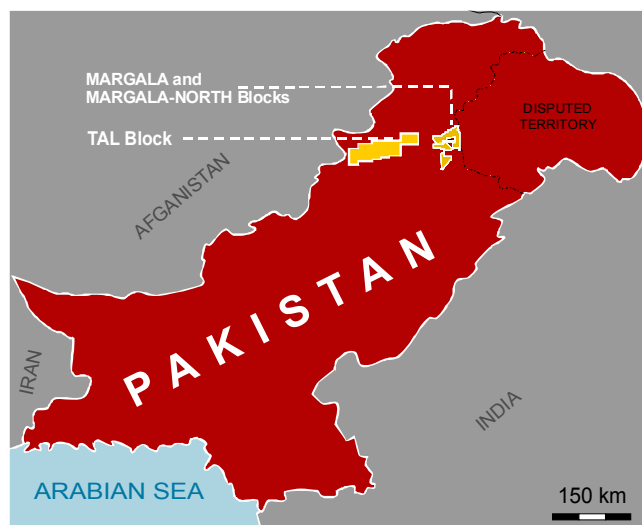 MARGALA and
MARGALA-NORTH Blocks
DISPUTED
TERRITORY
TAL Block
AFGANISTAN
PAKISTAN
IRAN
INDIA
ARABIAN SEA
150 km